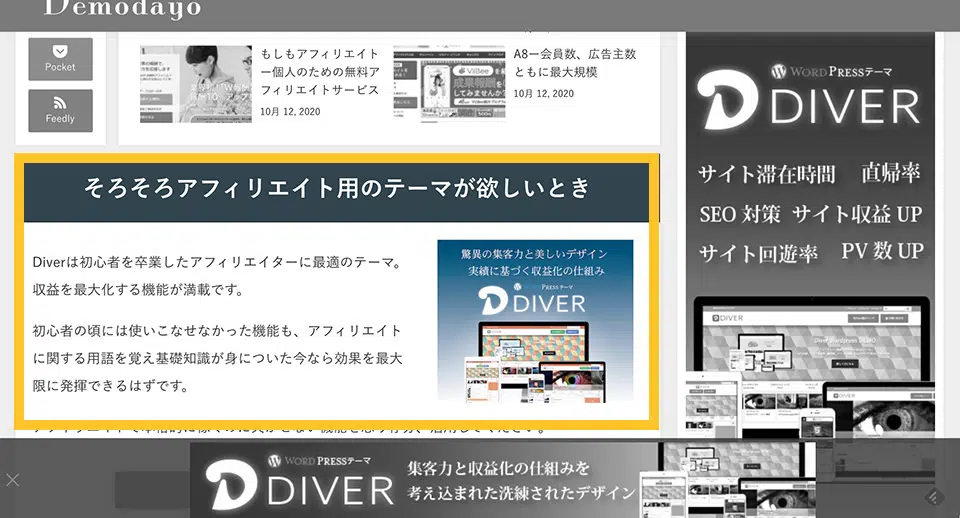 Demodayo
Pocket
Feedly
もしもアフィリエイト
ー個人のための無料ア
フィリエイトサービス
10月 12, 2020
A8ー会員数、広告主数
ともに最大規模
10月 12, 2020
そろそろアフィリエイト用のテーマが欲しいとき
Diverは初心者を卒業したアフィリエイターに最適のテーマ。
収益を最大化する機能が満載です。
初心者の頃には使いこなせなかった機能も、アフィリエイト
に関する用語を覚え基礎知識が身についた今なら効果を最大
限に発揮できるはずです。
驚異の集客力と美しいデザイン
実績に基づく収益化の仕組み
WORDPRESSテーマ
DIVER
WORDPRESSテーマ
DIVER
サイト滞在時間 直帰率
SEO 対策 サイト収益 UP
サイト回遊率 PV 数 UP
DIVER
WORDPRESSテーマ
DIVER
集客力と収益化の仕組みを
考え込まれた洗練されたデザイン